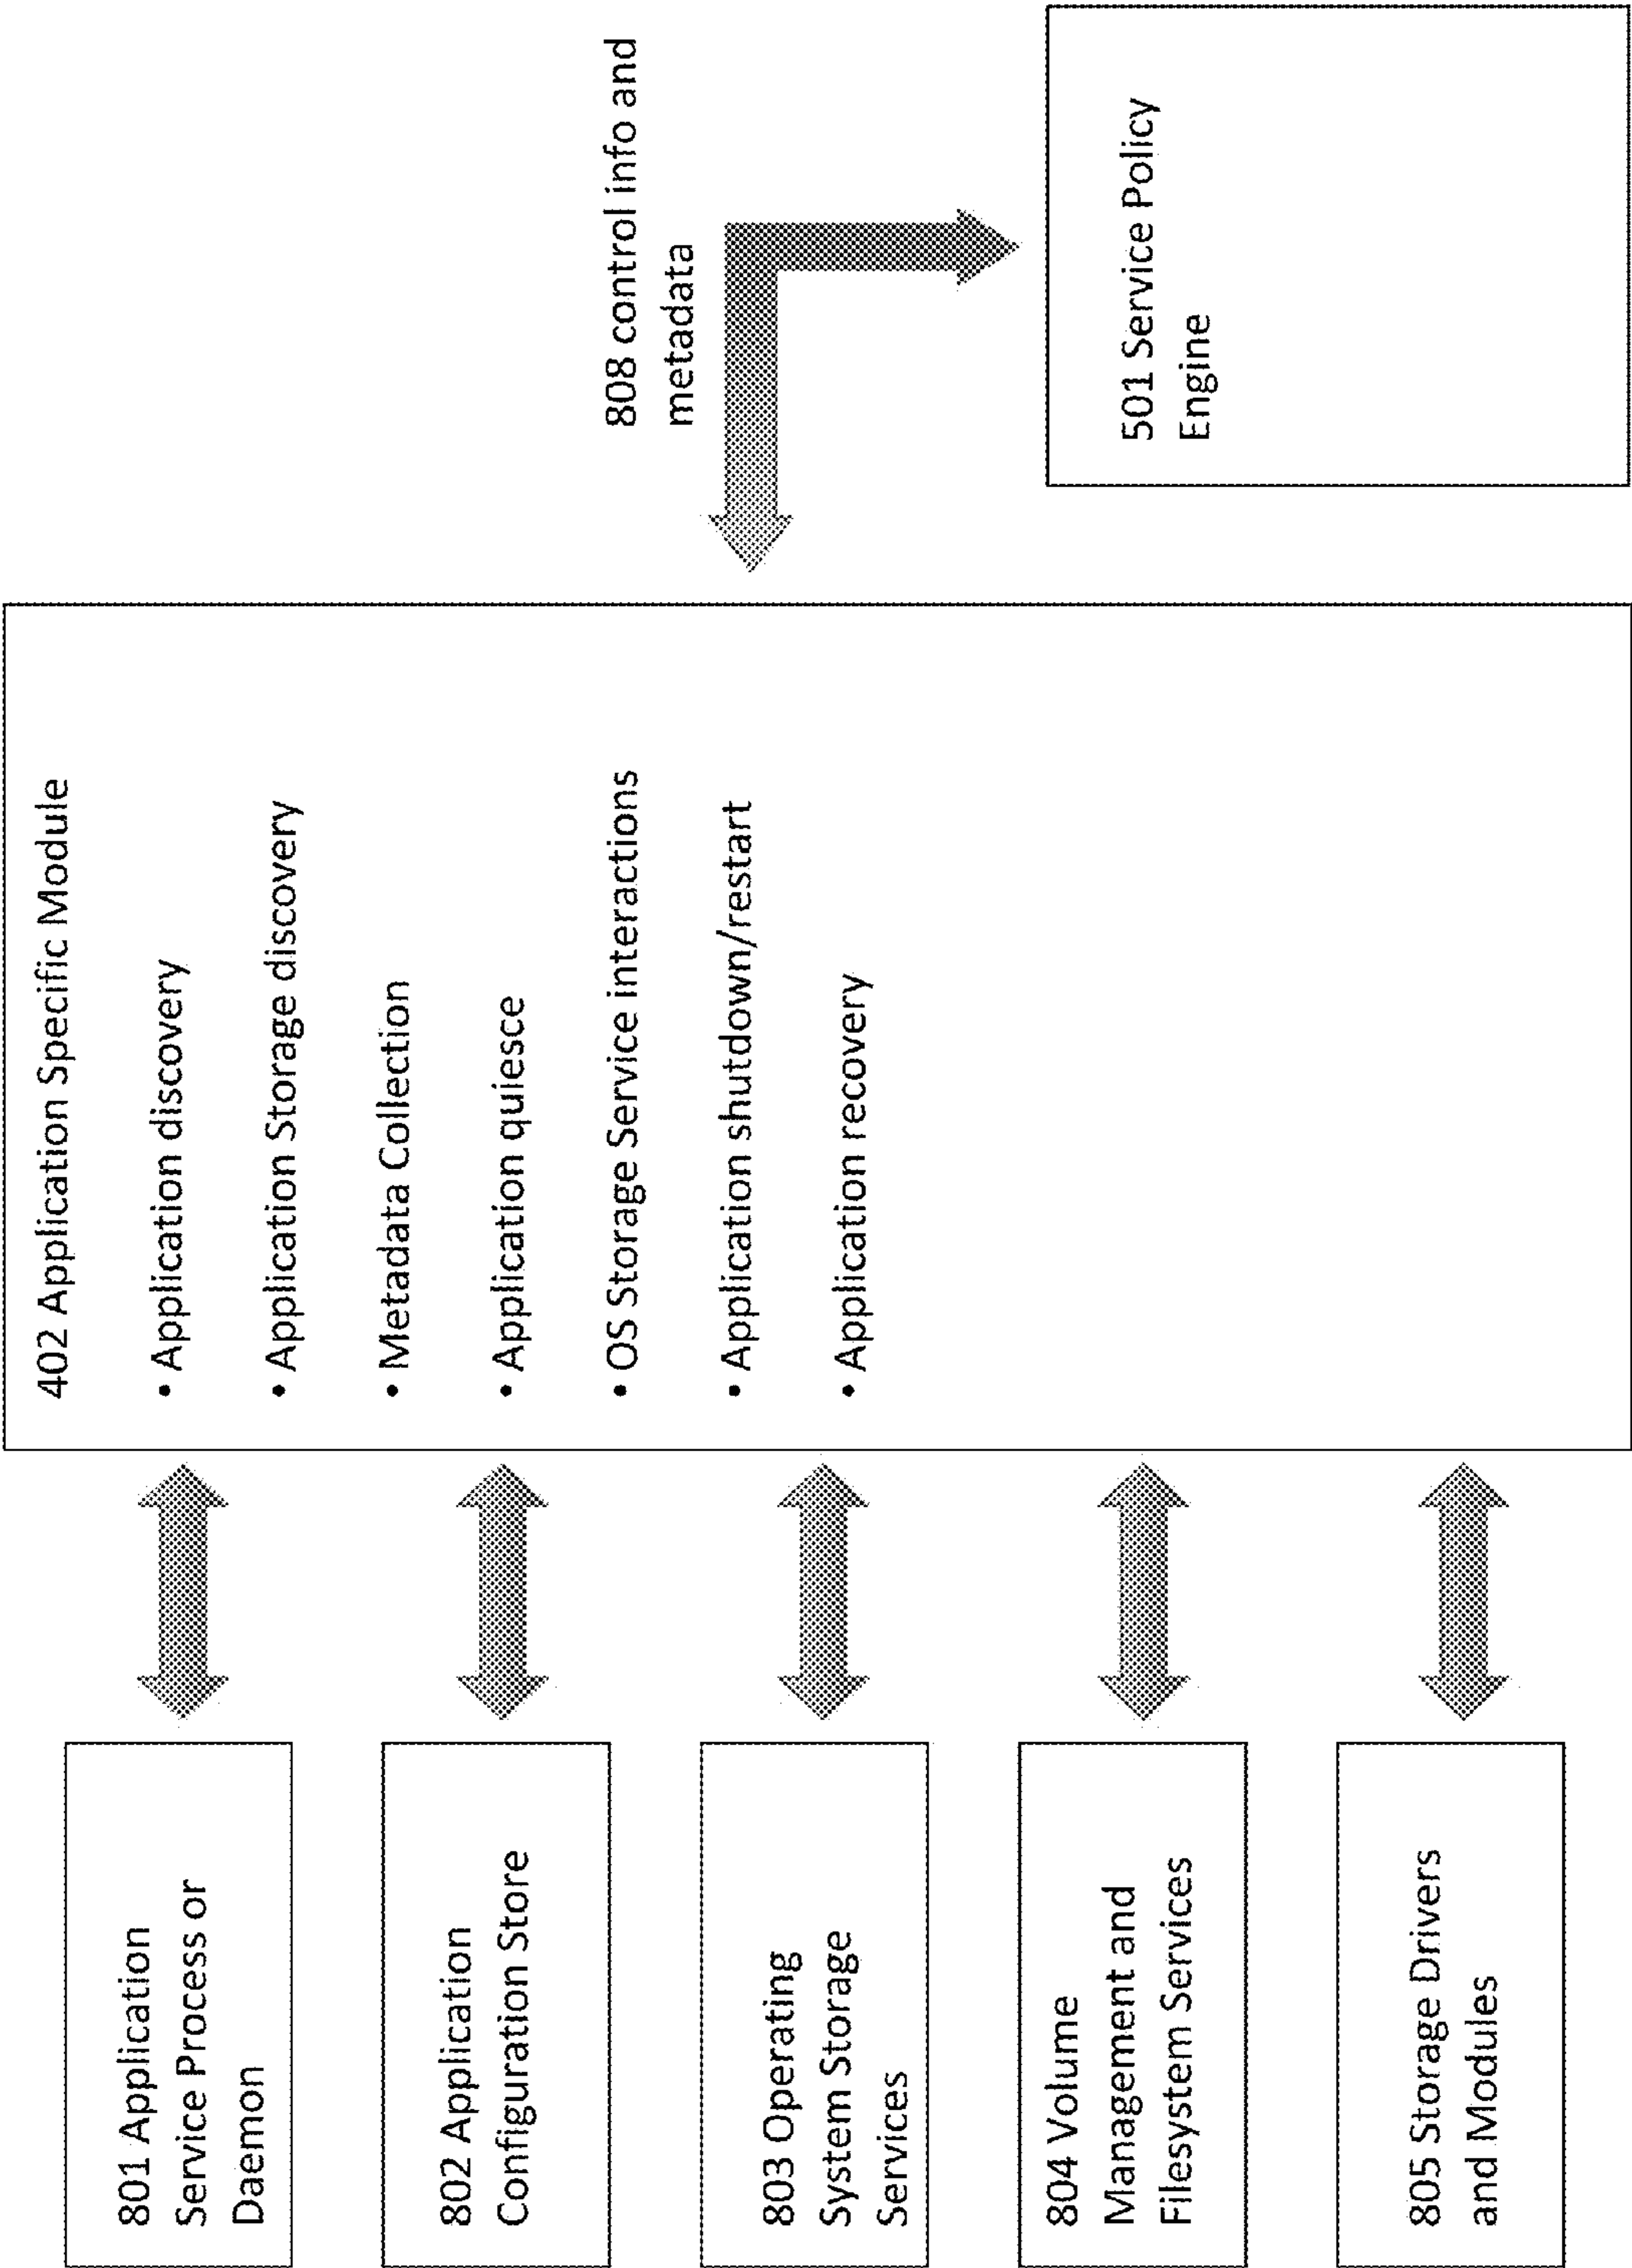 801 Application
Service Process or
Daemon
802 Application
Configuration Store
803 Operating
System Storage
Services
804 Volume
Management and
Filesystem Services
805 Storage Drivers
and Modules
402 Application Specific Module
• Application discovery
• Application Storage discovery
• Metadata Collection
• Application quiesce
• OS Storage Service interactions
• Application shutdown/restart
• Application recovery
808 control info and
metadata
501 Service Policy
Engine